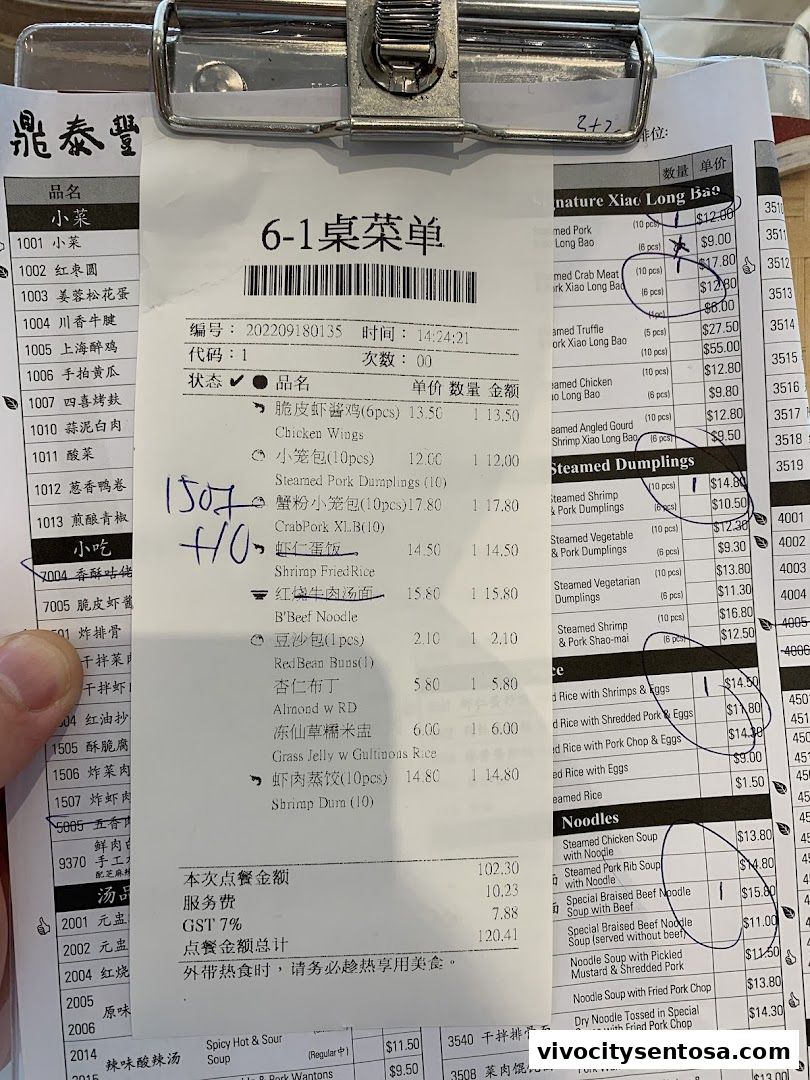 鼎泰豐
品名
小菜
1001 小菜
1002 红枣圆
1003 姜蓉松花蛋
1004 川香牛腱
1005 上海醉鸡
1006 手拍黄瓜
1007 四喜烤麸
1010 蒜泥白肉
1011 酸菜
1012 葱香鸭卷
1013 煎酿青椒
小吃
7004 香酥咕佬
7005 脆皮虾酱
炸排骨
干拌菜肉
干拌虾
红油抄
1505 酥脆腐
1506 炸菜肉
1507 炸虾肉
5005 五香肉
9370
鲜肉
手工
配芝麻辣
汤品
2001 元盅
2002 元盅
2004 红烧
2005
原味
2006
2014 辣味酸辣汤
Spicy Hot & Sour
Soup
(Regular中)
$11.50
$9.50
6-1桌菜单
编号: 202209180135 时间: 14:24:21
代码: 1 次数: 00
状态 ✔ ● 品名 单价 数量 金额
脆皮虾酱鸡(6pcs) 13.50 1 13.50
Chicken Wings
小笼包(10pcs) 12.00 1 12.00
Steamed Pork Dumplings (10)
蟹粉小笼包(10pcs) 17.80 1 17.80
CrabPork XLB(10)
虾仁蛋饭 14.50 1 14.50
Shrimp FriedRice
红烧牛肉汤面 15.80 1 15.80
B'Beef Noodle
豆沙包(1pcs) 2.10 1 2.10
RedBean Buns(1)
杏仁布丁 5.80 1 5.80
Almond w RD
冻仙草糯米盅 6.00 1 6.00
Grass Jelly w Gultinous Rice
虾肉蒸饺(10pcs) 14.80 1 14.80
Shrimp Dum (10)
本次点餐金额 102.30
服务费 10.23
GST 7% 7.88
点餐金额总计 120.41
外带热食时，请务必趁热享用美食。
1507
+10
数量 单价
Signature Xiao Long Bao
Pork (10 pcs) 1 $12.00
Long Bao (6 pcs) $9.00
Crab Meat (10 pcs) 1 $17.80
Xiao Long Bao (6 pcs) $12.80
(1pc)
Truffle (5 pcs) $27.50
Xiao Long Bao (10 pcs) $55.00
Chicken (10 pcs) $12.80
Long Bao (6 pcs) $9.80
Angled Gourd (10 pcs) $12.80
Shrimp Xiao Long Bao (6 pcs) $9.50
Steamed Dumplings
Steamed Shrimp (10 pcs) 1 $14.80
& Pork Dumplings (6 pcs) $10.50
Steamed Vegetable (10 pcs) $12.30
& Pork Dumplings (6 pcs) $9.30
Steamed Vegetarian (10 pcs) $13.80
Dumplings (6 pcs) $11.30
Steamed Shrimp (10 pcs) $16.80
& Pork Shao-mai (6 pcs) $12.50
Rice with Shrimps & Eggs 1 $14.50
Rice with Shredded Pork & Eggs $11.80
Rice with Pork Chop & Eggs $14.30
Rice with Eggs $9.00
Rice $1.50
Noodles
Steamed Chicken Soup
with Noodle $13.80
Steamed Pork Rib Soup
with Noodle $14.80
Special Braised Beef Noodle
Soup with Beef 1 $15.80
Special Braised Beef Noodle
Soup (served without beef) $11.00
Noodle Soup with Pickled
Mustard & Shredded Pork $11.50
Noodle Soup with Fried Pork Chop $13.80
Dry Noodle Tossed in Special
with Fried Pork Chop $14.30
3540 干拌排骨
3508 菜肉馄饨
3511
3512
3513
3514
3515
3516
3517
3518
3519
4001
4002
4003
4004
4005
4006
vivocitysentosa.com